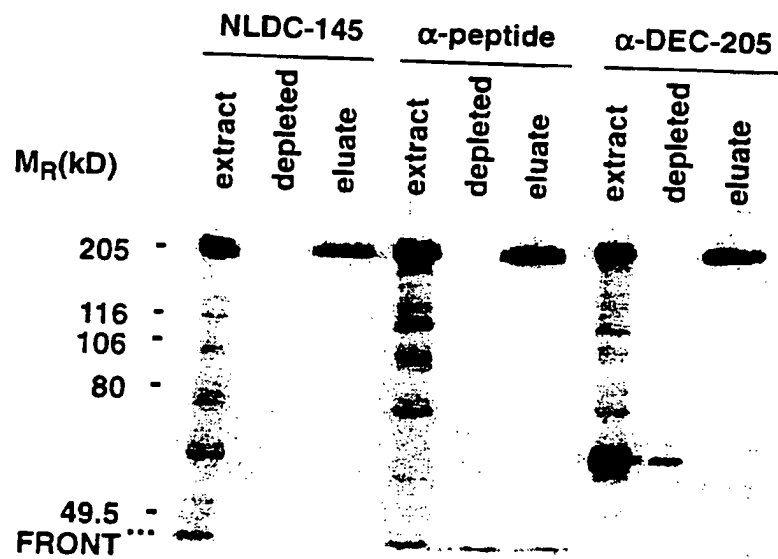 NLDC-145 α-peptide α-DEC-205
extract depleted eluate extract depleted eluate extract depleted eluate
MR(kD)
205 -
116 -
106 -
80 -
49.5 -
FRONT ...